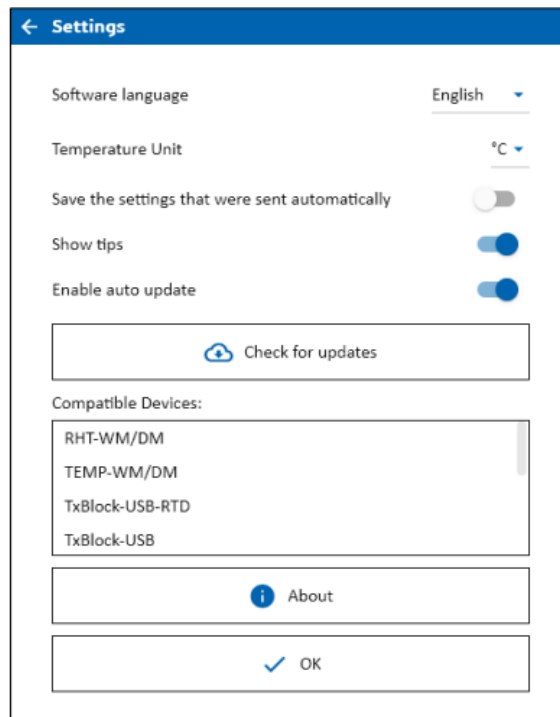 Settings
Software language English
Temperature Unit °C
Save the settings that were sent automatically
Show tips
Enable auto update
Check for updates
Compatible Devices:
RHT-WM/DM
TEMP-WM/DM
TxBlock-USB-RTD
TxBlock-USB
About
OK